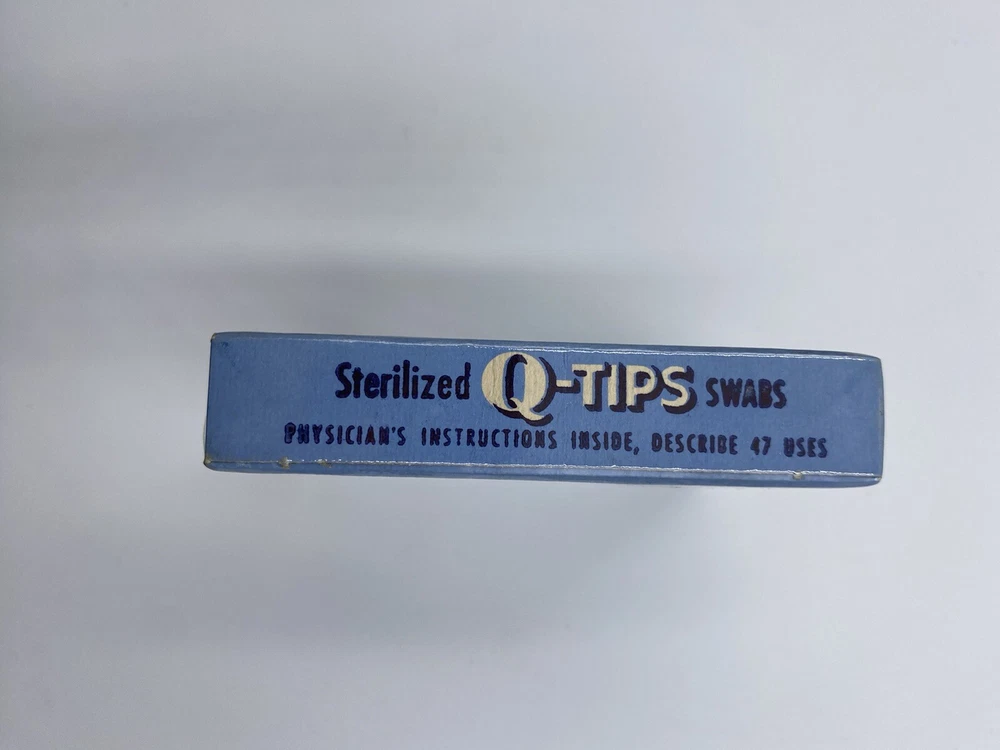 Sterilized Q-TIPS SWABS
PHYSICIAN'S INSTRUCTIONS INSIDE, DESCRIBE 47 USES